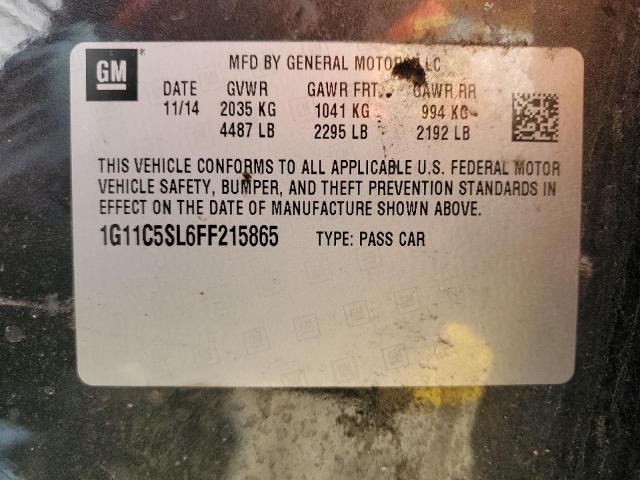 GM
MFD BY GENERAL MOTORS LLC
DATE GVWR GAWR FRT GAWR RR
11/14 2035 KG 1041 KG 994 KG
4487 LB 2295 LB 2192 LB
THIS VEHICLE CONFORMS TO ALL APPLICABLE U.S. FEDERAL MOTOR
VEHICLE SAFETY, BUMPER, AND THEFT PREVENTION STANDARDS IN
EFFECT ON THE DATE OF MANUFACTURE SHOWN ABOVE.
1G11C5SL6FF215865 TYPE: PASS CAR